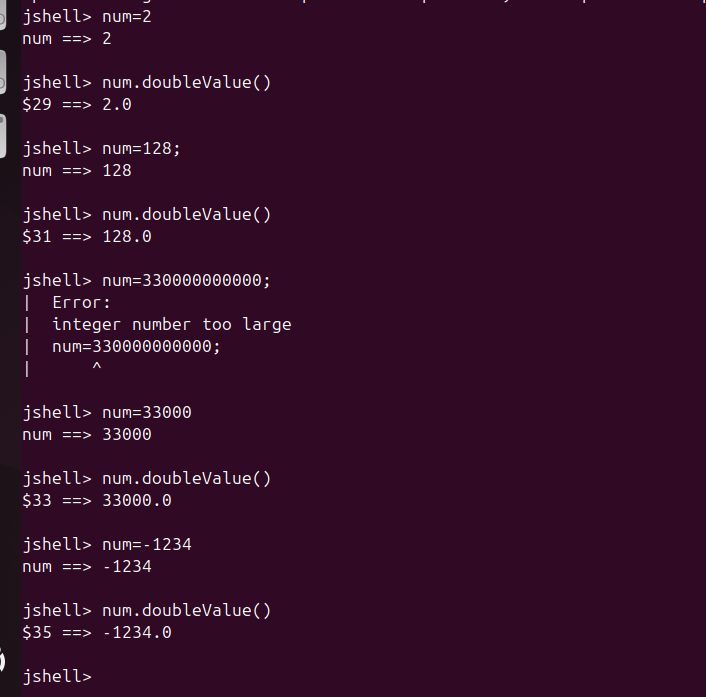 jshell> num=2
num ==> 2
jshell> num.doubleValue()
$29 ==> 2.0
jshell> num=128;
num ==> 128
jshell> num.doubleValue()
$31 ==> 128.0
jshell> num=330000000000;
|  Error:
|  integer number too large
|  num=330000000000;
|      ^
jshell> num=33000
num ==> 33000
jshell> num.doubleValue()
$33 ==> 33000.0
jshell> num=-1234
num ==> -1234
jshell> num.doubleValue()
$35 ==> -1234.0
jshell>